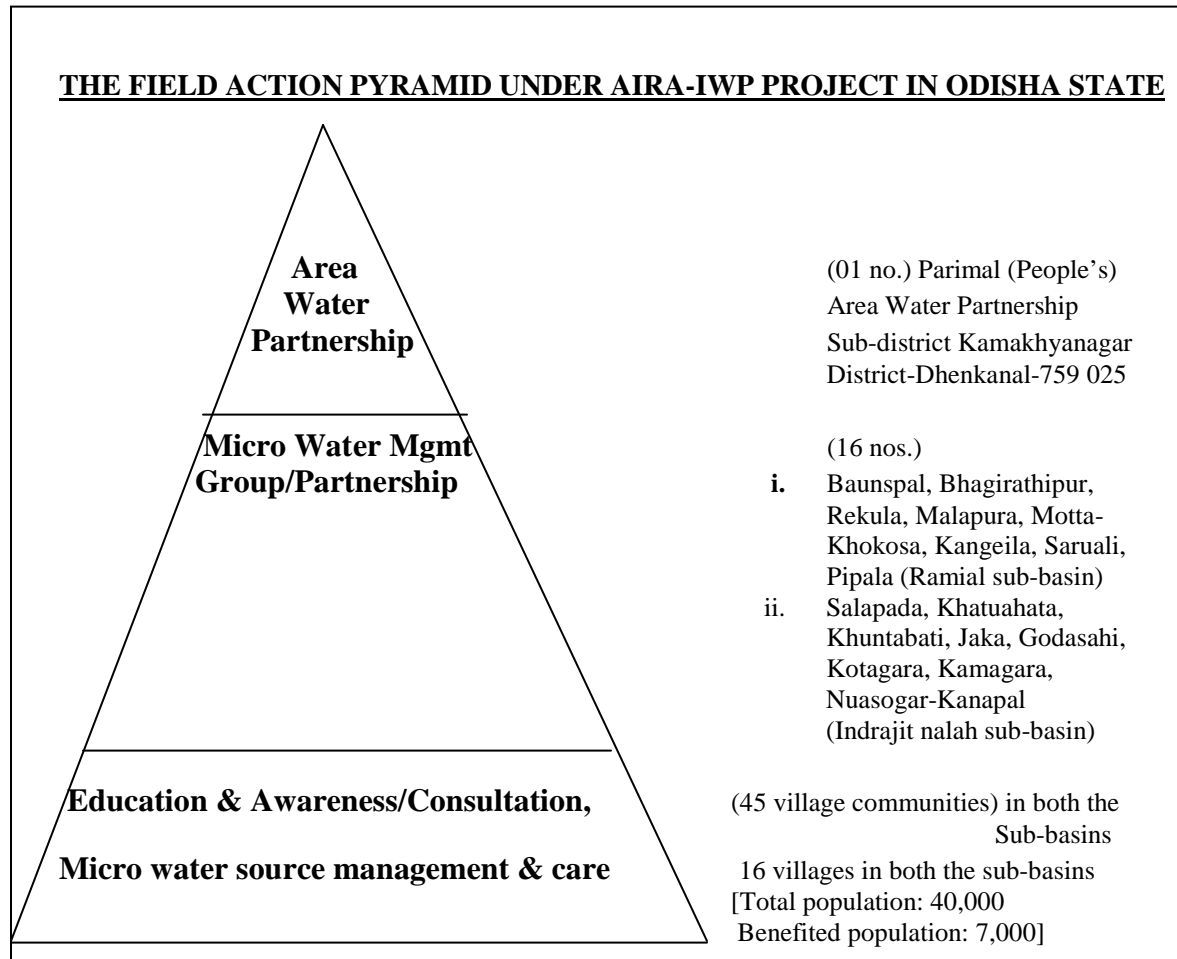 THE FIELD ACTION PYRAMID UNDER AIRA-IWP PROJECT IN ODISHA STATE
Area
Water
Partnership
(01 no.) Parimal (People’s)
Area Water Partnership
Sub-district Kamakhyanagar
District-Dhenkanal-759 025
Micro Water Mgmt
Group/Partnership
(16 nos.)
i. Baunspal, Bhagirathipur,
Rekula, Malapura, Motta-
Khokosa, Kangeila, Saruali,
Pipala (Ramial sub-basin)
ii. Salapada, Khatuahata,
Khuntabati, Jaka, Godasahi,
Kotagara, Kamagara,
Nuasogar-Kanapal
(Indrajit nalah sub-basin)
Education & Awareness/Consultation,
Micro water source management & care
(45 village communities) in both the
Sub-basins
16 villages in both the sub-basins
[Total population: 40,000
Benefited population: 7,000]